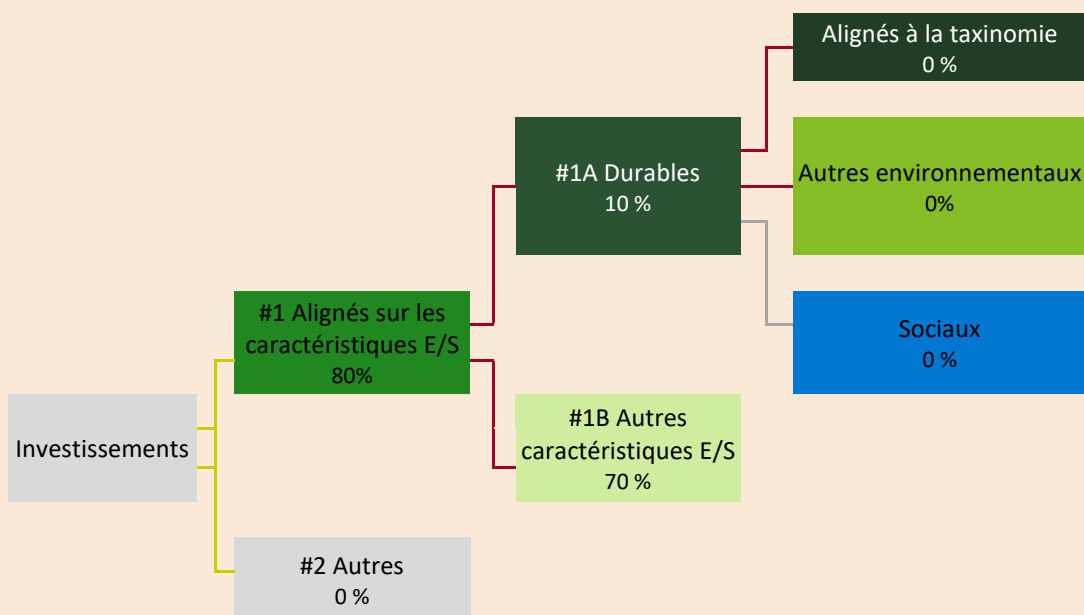 Alignés à la taxinomie
0 %
#1A Durables
10 %
Autres environnementaux
0%
#1 Alignés sur les
caractéristiques E/S
80%
Sociaux
0 %
Investissements
#1B Autres
caractéristiques E/S
70 %
#2 Autres
0 %